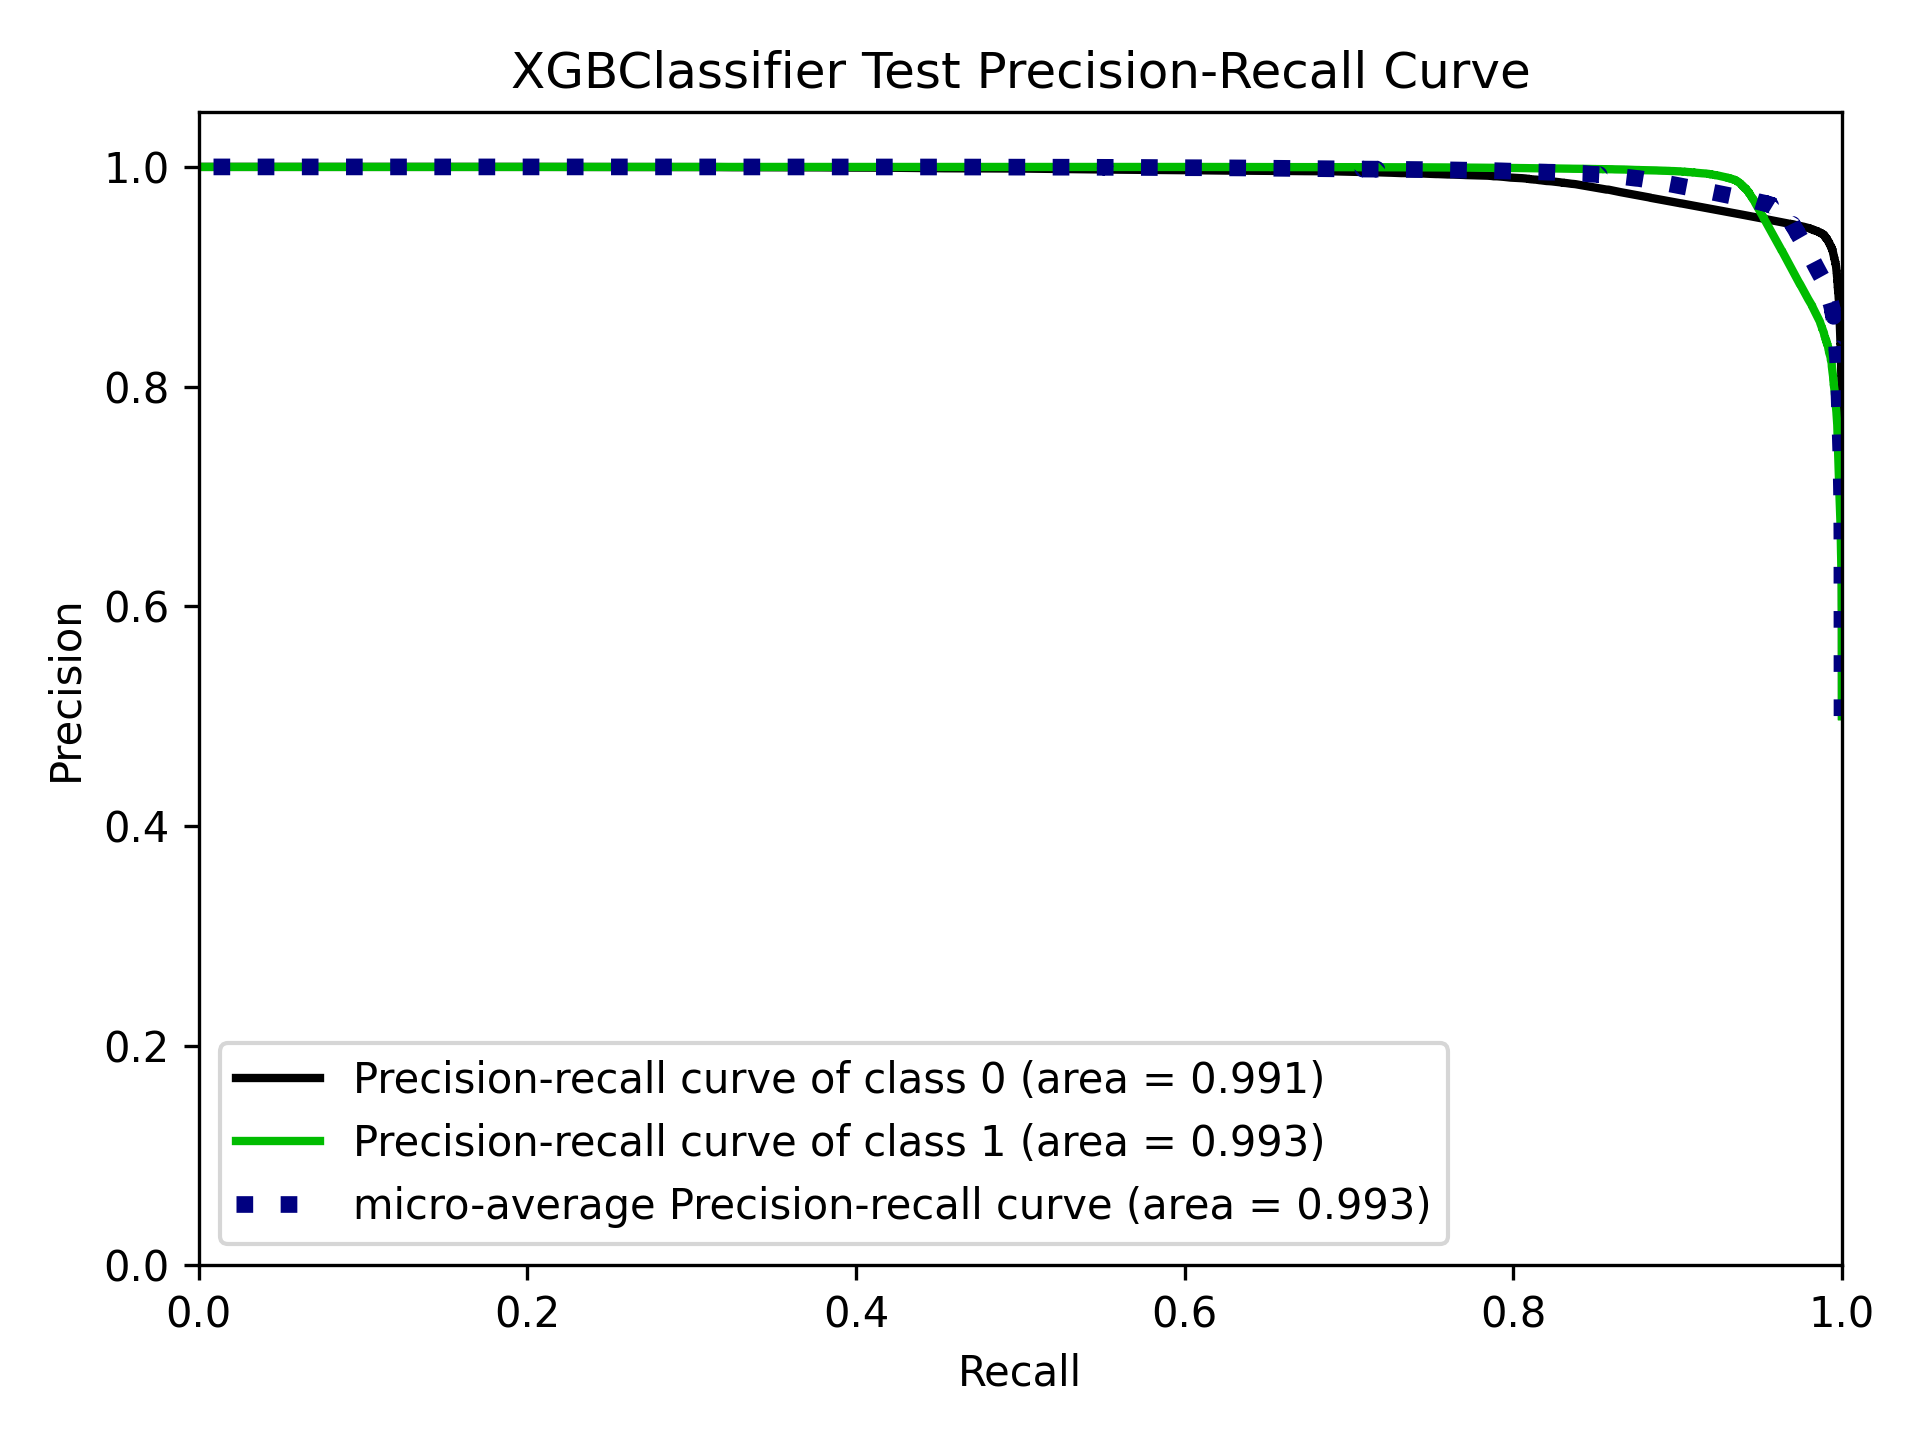 XGBClassifier Test Precision-Recall Curve
1.0
0.8
0.6
0.4
0.2
0.0
Precision
Precision-recall curve of class 0 (area = 0.991)
Precision-recall curve of class 1 (area = 0.993)
micro-average Precision-recall curve (area = 0.993)
0.0 0.2 0.4 0.6 0.8 1.0
Recall